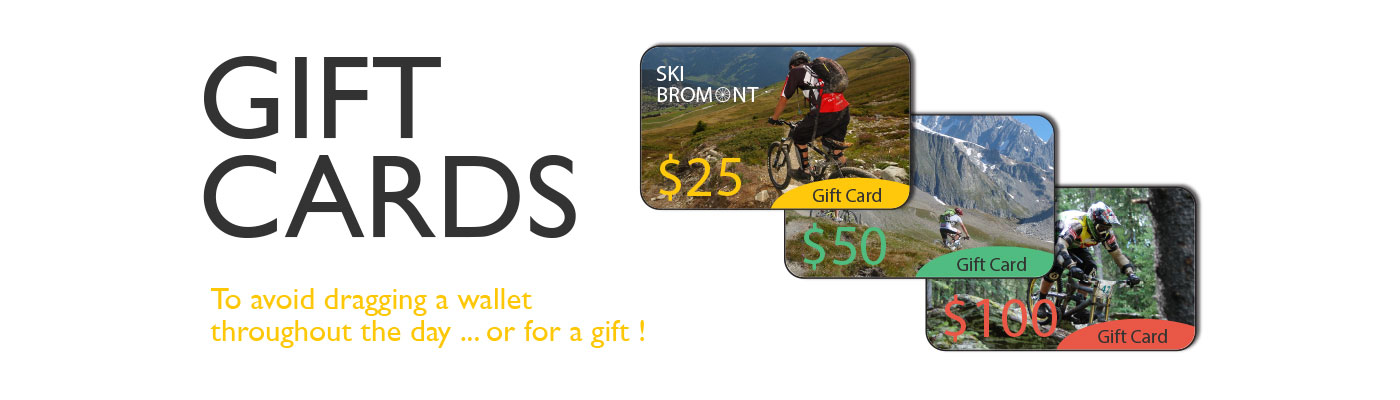 GIFT
CARDS
To avoid dragging a wallet
throughout the day ... or for a gift !
SKI
BROMONT
$25
Gift Card
$50
Gift Card
$100
Gift Card